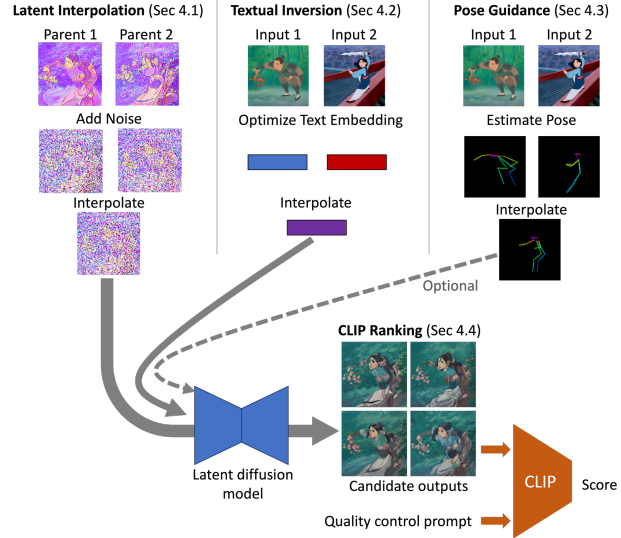 Latent Interpolation (Sec 4.1)
Parent 1
Parent 2
Add Noise
Interpolate
Textual Inversion (Sec 4.2)
Input 1
Input 2
Optimize Text Embedding
Interpolate
Pose Guidance (Sec 4.3)
Input 1
Input 2
Estimate Pose
Interpolate
Optional
CLIP Ranking (Sec 4.4)
Latent diffusion
model
Candidate outputs
Quality control prompt
CLIP
Score